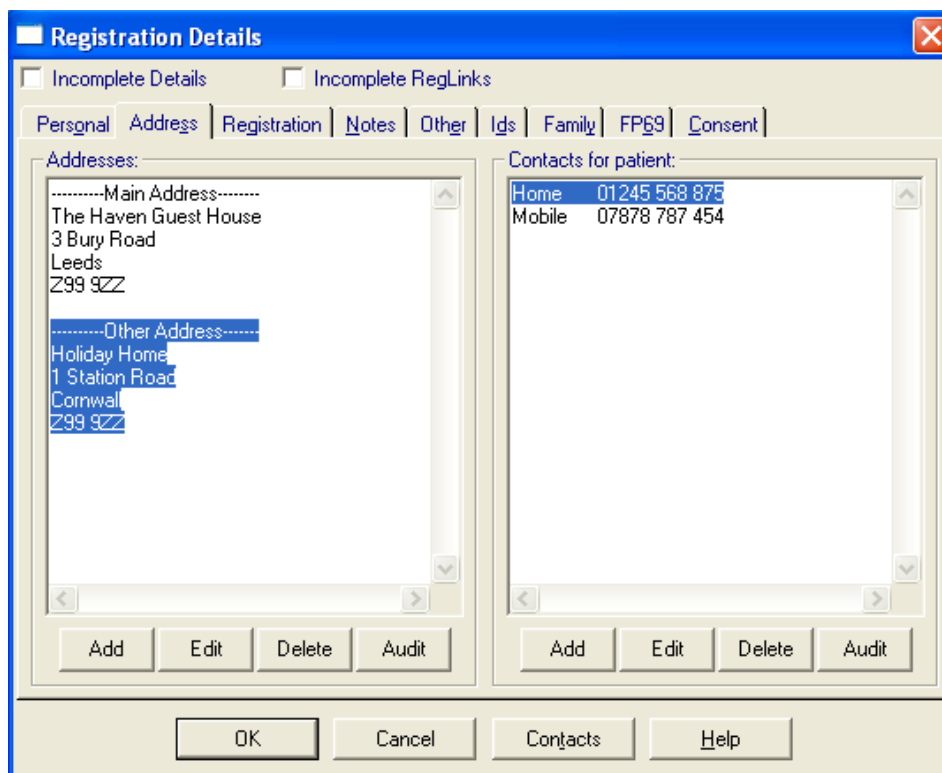 Registration Details
Incomplete Details Incomplete RegLinks
Personal Address Registration Notes Other Ids Family FP69 Consent
Addresses:
----------Main Address--------
The Haven Guest House
3 Bury Road
Leeds
Z99 9ZZ
----------Other Address-------
Holiday Home
1 Station Road
Cornwall
Z99 9ZZ
Add Edit Delete Audit
Contacts for patient:
Home 01245 568 875
Mobile 07878 787 454
Add Edit Delete Audit
OK Cancel Contacts Help